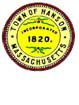 TOWN OF HANSON
INCORPORATED
1820.
MASSACHUSETTS